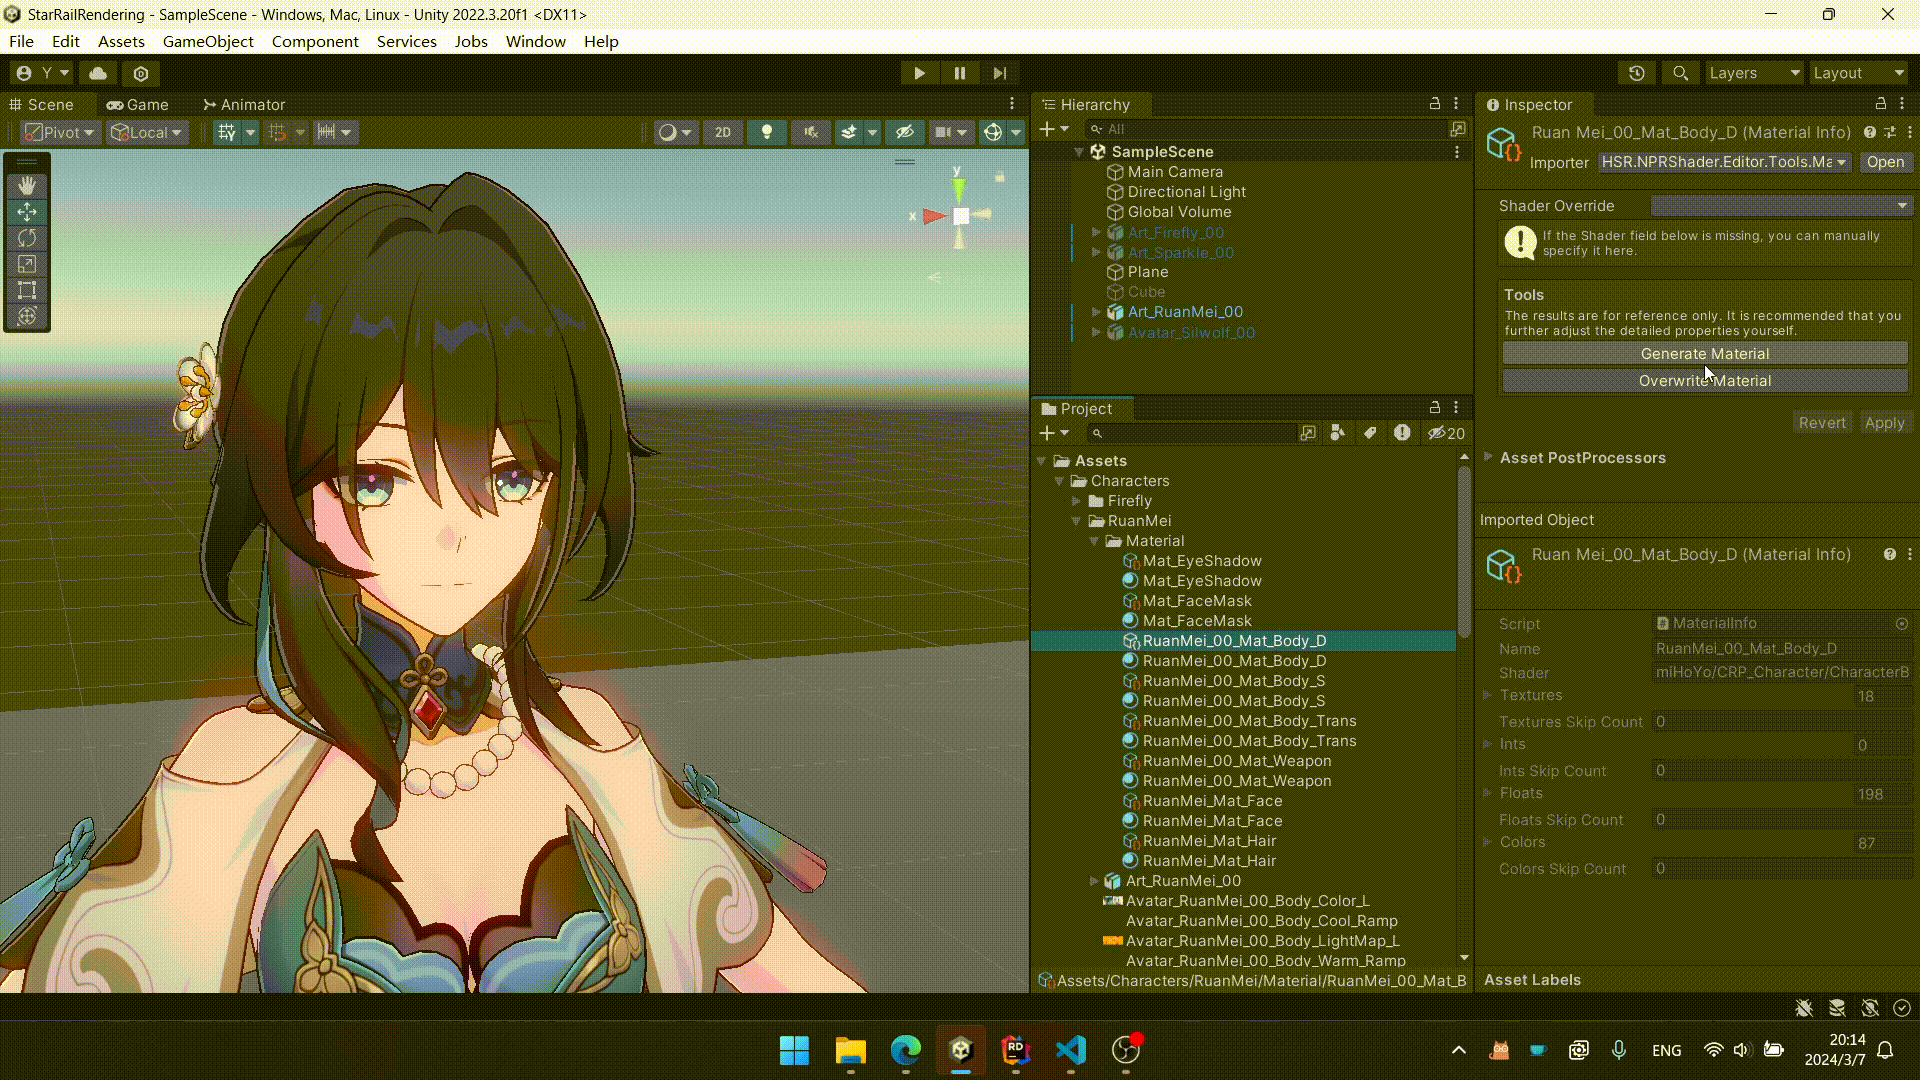 StarRailRendering - SampleScene - Windows, Mac, Linux - Unity 2022.3.20f1 <DX11>
File Edit Assets GameObject Component Services Jobs Window Help
Y Layers Layout
Scene Game Animator
Pivot Local 2D
y
x
Hierarchy
All
SampleScene
Main Camera
Directional Light
Global Volume
Art_Firefly_00
Art_Sparkle_00
Plane
Cube
Art_RuanMei_00
Avatar_Silwolf_00
Project
20
Assets
Characters
Firefly
RuanMei
Material
Mat_EyeShadow
Mat_EyeShadow
Mat_FaceMask
Mat_FaceMask
RuanMei_00_Mat_Body_D
RuanMei_00_Mat_Body_D
RuanMei_00_Mat_Body_S
RuanMei_00_Mat_Body_S
RuanMei_00_Mat_Body_Trans
RuanMei_00_Mat_Body_Trans
RuanMei_00_Mat_Weapon
RuanMei_00_Mat_Weapon
RuanMei_Mat_Face
RuanMei_Mat_Face
RuanMei_Mat_Hair
RuanMei_Mat_Hair
Art_RuanMei_00
Avatar_RuanMei_00_Body_Color_L
Avatar_RuanMei_00_Body_Cool_Ramp
Avatar_RuanMei_00_Body_LightMap_L
Avatar_RuanMei_00_Body_Warm_Ramp
Assets/Characters/RuanMei/Material/RuanMei_00_Mat_B
Inspector
Ruan Mei_00_Mat_Body_D (Material Info)
Importer HSR.NPRShader.Editor.Tools.Ma Open
Shader Override
If the Shader field below is missing, you can manually
specify it here.
Tools
The results are for reference only. It is recommended that you
further adjust the detailed properties yourself.
Generate Material
Overwrite Material
Revert Apply
Asset PostProcessors
Imported Object
Ruan Mei_00_Mat_Body_D (Material Info)
Script MaterialInfo
Name RuanMei_00_Mat_Body_D
Shader miHoYo/CRP_Character/CharacterB
Textures 18
Textures Skip Count 0
Ints 0
Ints Skip Count 0
Floats 198
Floats Skip Count 0
Colors 87
Colors Skip Count 0
Asset Labels
RD
ENG
20:14
2024/3/7